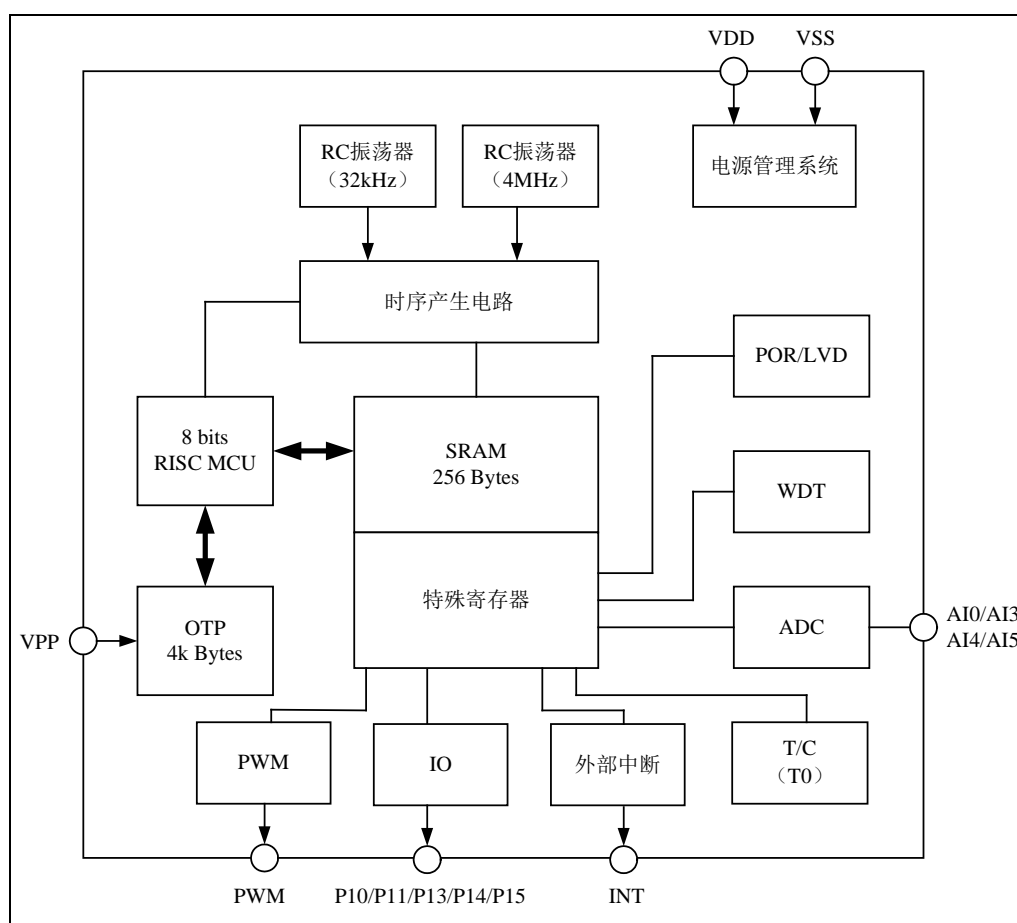 VDD
VSS
RC振荡器
（32kHz）
RC振荡器
（4MHz）
电源管理系统
时序产生电路
POR/LVD
8 bits
RISC MCU
SRAM
256 Bytes
WDT
特殊寄存器
VPP
OTP
4k Bytes
ADC
AI0/AI3
AI4/AI5
PWM
IO
外部中断
T/C
（T0）
PWM
P10/P11/P13/P14/P15
INT